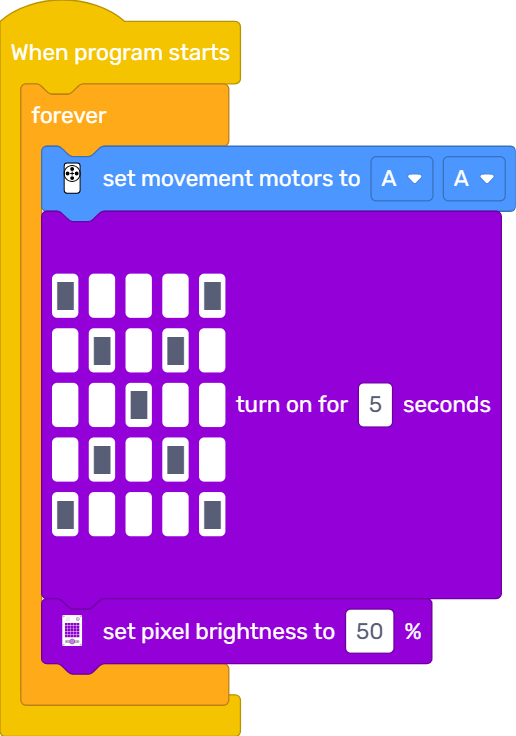 When program starts
forever
set movement motors to A A
turn on for 5 seconds
set pixel brightness to 50 %